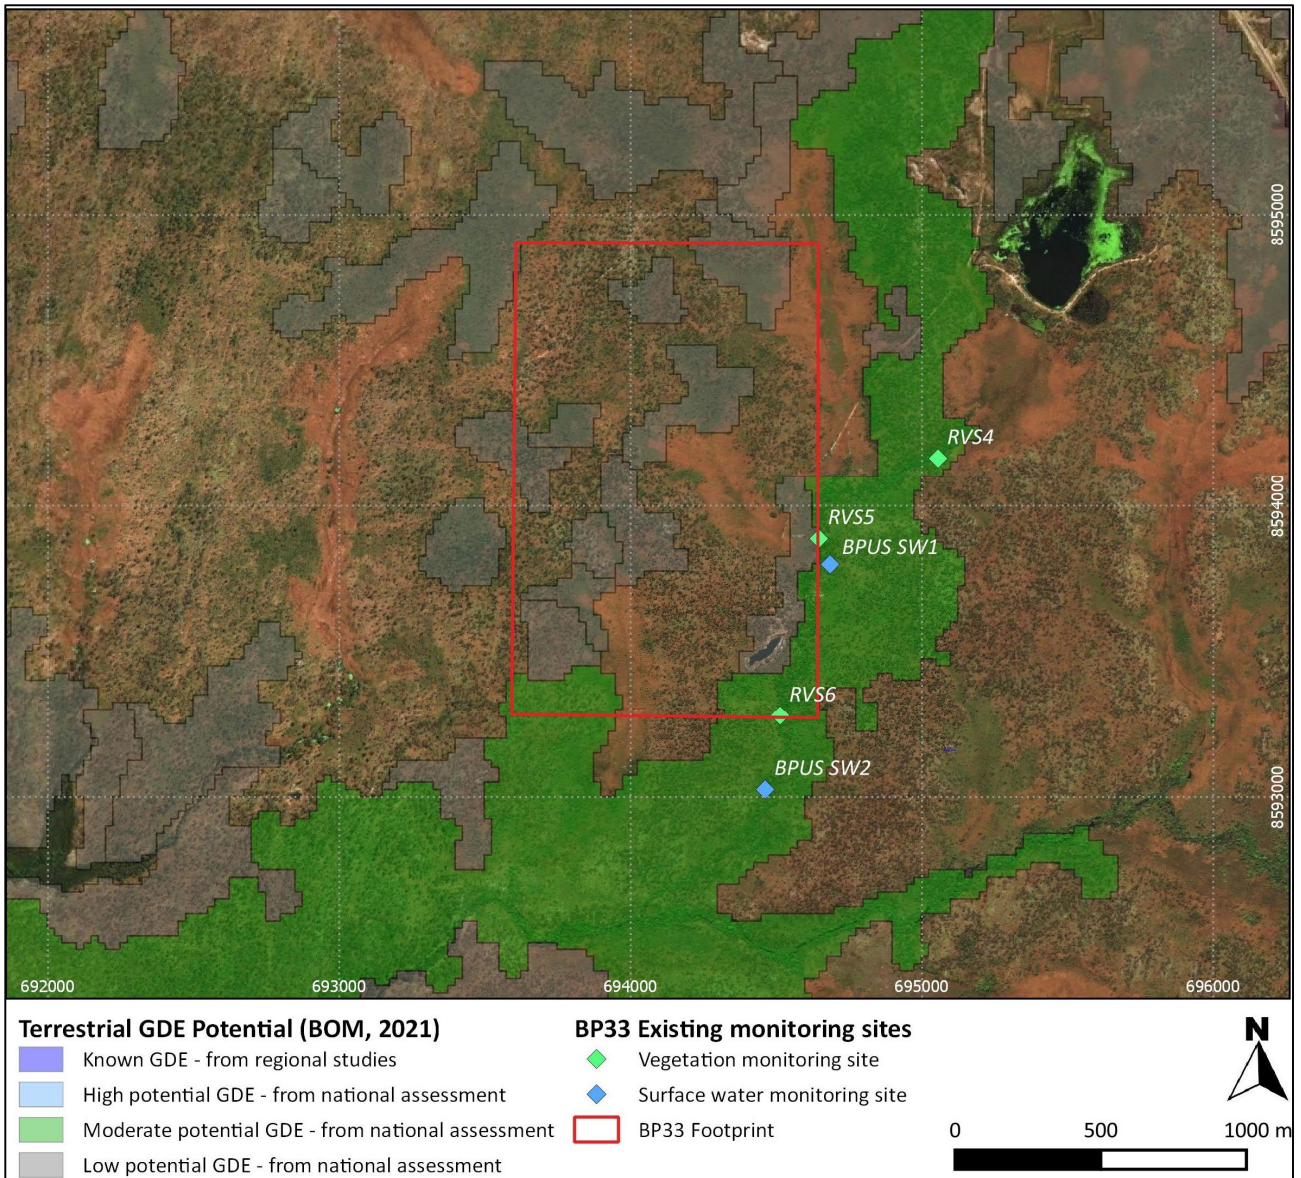 8595000
RVS4
8594000
RVS5
BPUS SW1
RVS6
BPUS SW2
8593000
692000
693000
694000
695000
696000
Terrestrial GDE Potential (BOM, 2021)
Known GDE - from regional studies
High potential GDE - from national assessment
Moderate potential GDE - from national assessment
Low potential GDE - from national assessment
BP33 Existing monitoring sites
Vegetation monitoring site
Surface water monitoring site
BP33 Footprint
N
0 500 1000 m